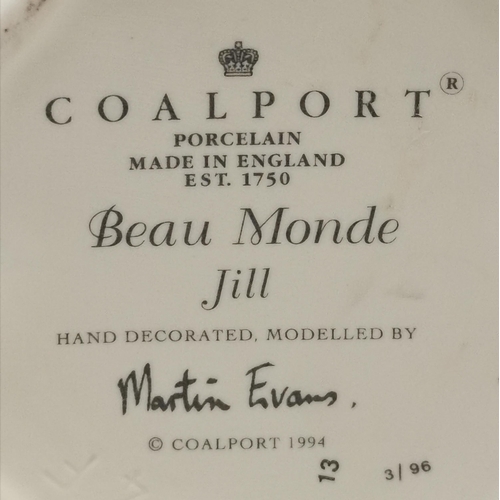 COALPORT®
PORCELAIN
MADE IN ENGLAND
EST. 1750
Beau Monde
Jill
HAND DECORATED, MODELLED BY
Martin Evans.
© COALPORT 1994
13 3/96